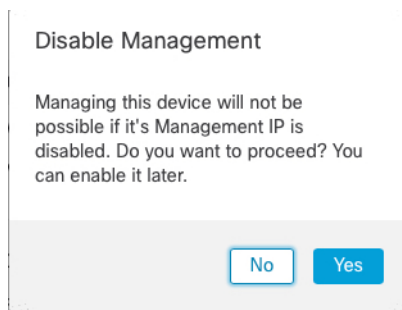 Disable Management
Managing this device will not be
possible if it's Management IP is
disabled. Do you want to proceed? You
can enable it later.
No
Yes